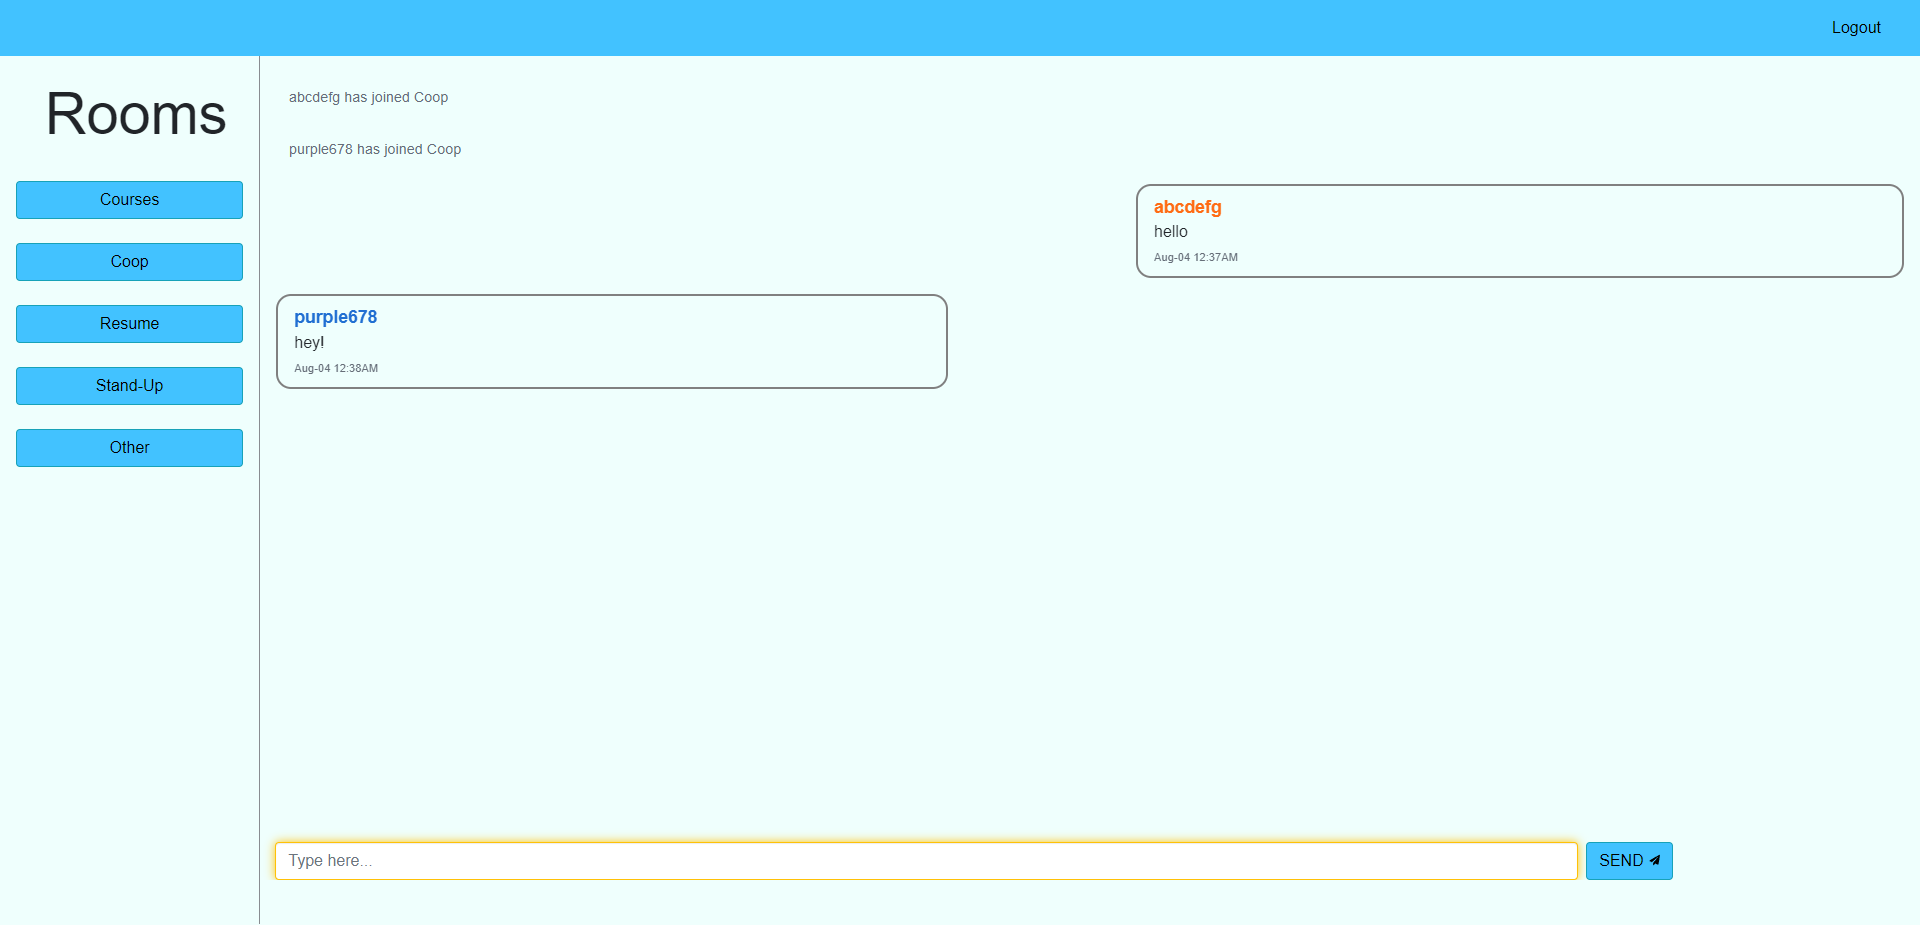 Logout
Rooms
Courses
Coop
Resume
Stand-Up
Other
abcdefg has joined Coop
purple678 has joined Coop
abcdefg
hello
Aug-04 12:37AM
purple678
hey!
Aug-04 12:38AM
Type here...
SEND